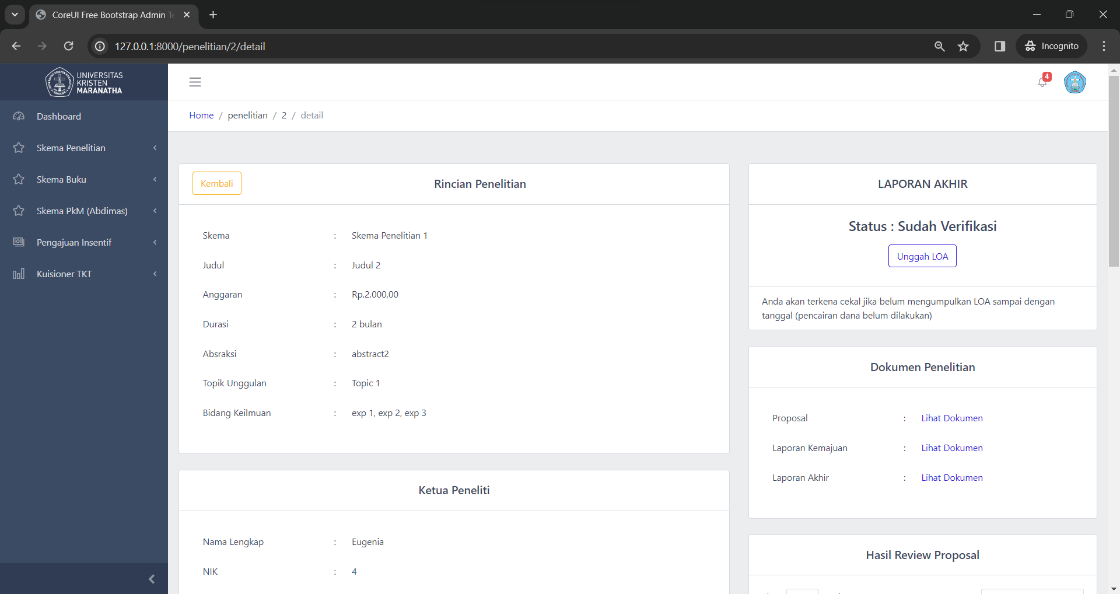 CoreUI Free Bootstrap Admin
127.0.0.1:8000/penelitian/2/detail
Incognito
UNIVERSITAS
KRISTEN
MARANATHA
4
Dashboard
Skema Penelitian
Skema Buku
Skema PkM (Abdimas)
Pengajuan Insentif
Kuisioner TKT
Home / penelitian / 2 / detail
Kembali
Rincian Penelitian
Skema : Skema Penelitian 1
Judul : Judul 2
Anggaran : Rp.2.000.00
Durasi : 2 bulan
Absraksi : abstract2
Topik Unggulan : Topic 1
Bidang Keilmuan : exp 1, exp 2, exp 3
Ketua Peneliti
Nama Lengkap : Eugenia
NIK : 4
LAPORAN AKHIR
Status : Sudah Verifikasi
Unggah LOA
Anda akan terkena cekal jika belum mengumpulkan LOA sampai dengan
tanggal (pencairan dana belum dilakukan)
Dokumen Penelitian
Proposal : Lihat Dokumen
Laporan Kemajuan : Lihat Dokumen
Laporan Akhir : Lihat Dokumen
Hasil Review Proposal